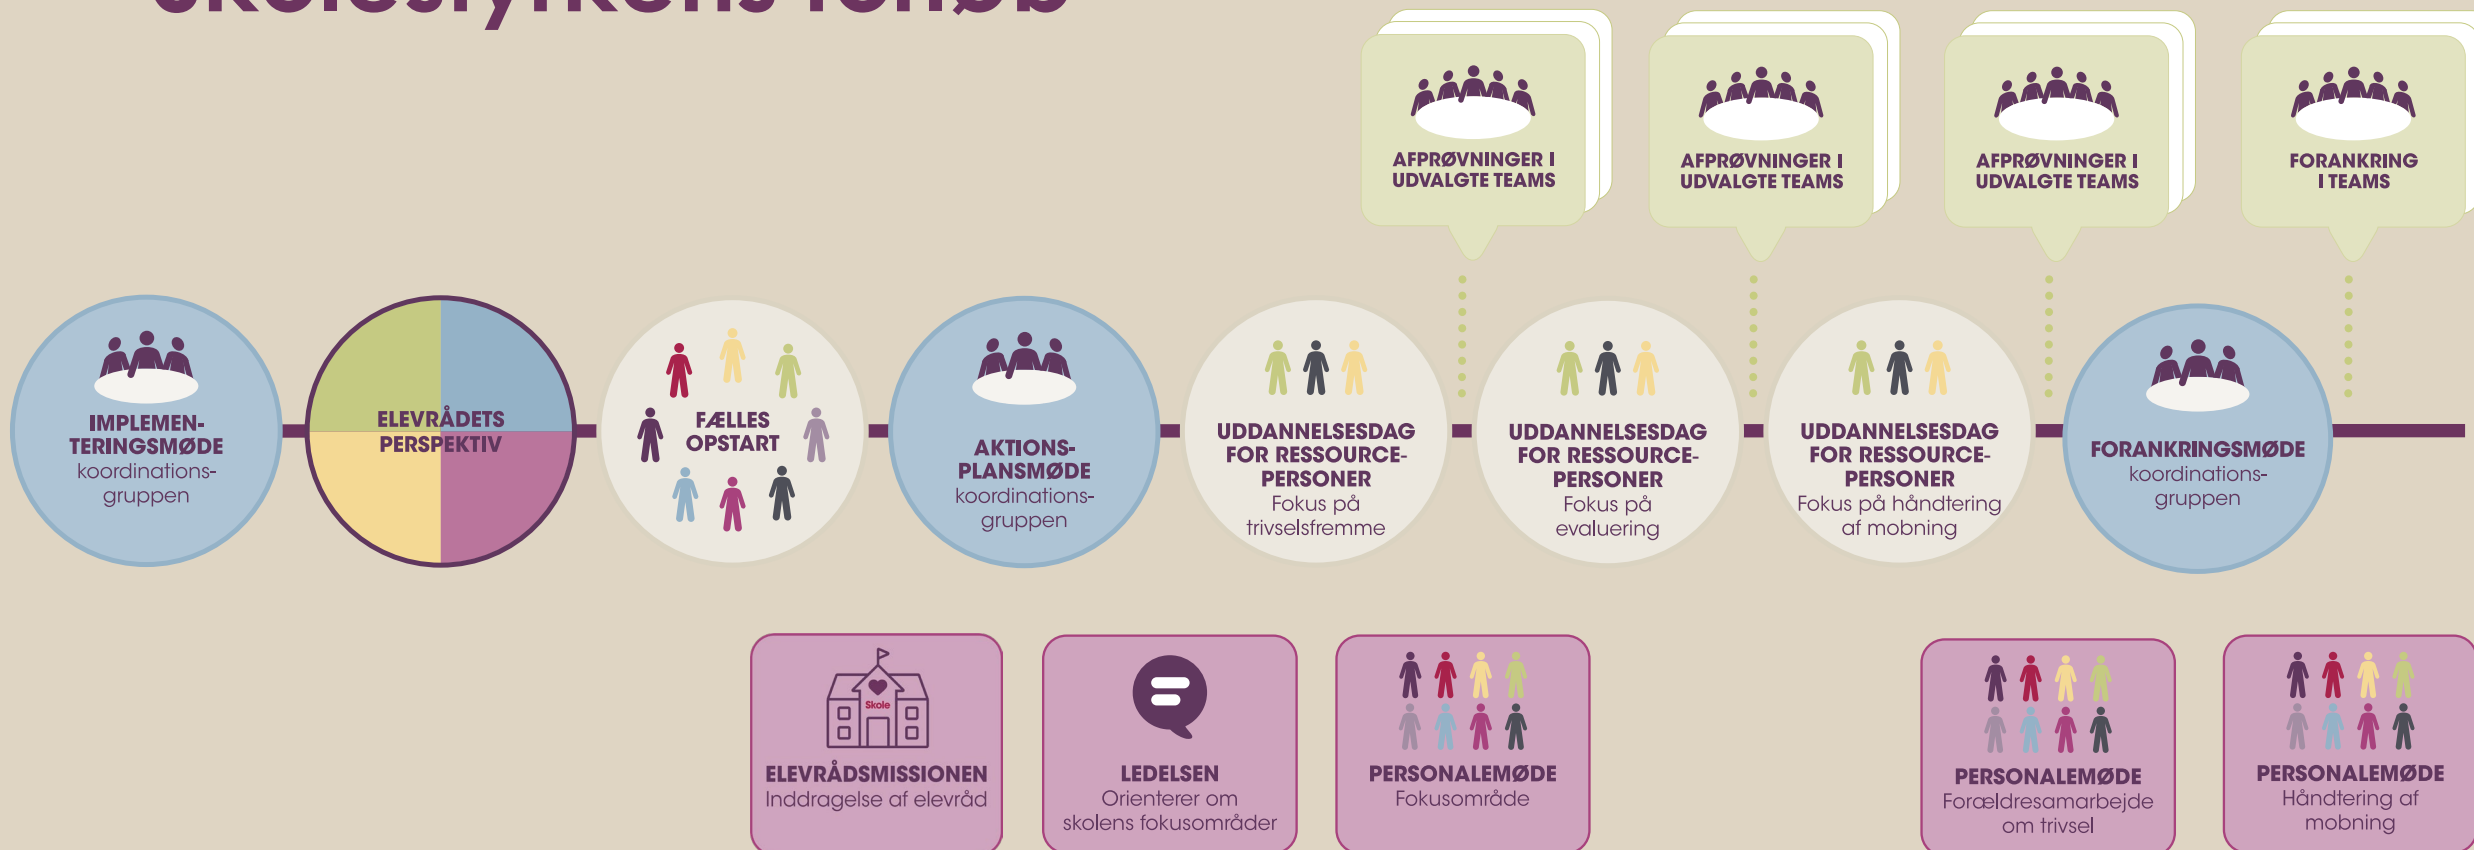 Skolestyrkens forløb
AFPRØVNINGER I
UDVALGTE TEAMS
AFPRØVNINGER I
UDVALGTE TEAMS
AFPRØVNINGER I
UDVALGTE TEAMS
FORANKRING
I TEAMS
IMPLEMEN-
TERINGSMØDE
koordinations-
gruppen
ELEVRÅDETS
PERSPEKTIV
FÆLLES
OPSTART
AKTIONS-
PLANSMØDE
koordinations-
gruppen
UDDANNELSESDAG
FOR RESSOURCE-
PERSONER
Fokus på
trivselsfremme
UDDANNELSESDAG
FOR RESSOURCE-
PERSONER
Fokus på
evaluering
UDDANNELSESDAG
FOR RESSOURCE-
PERSONER
Fokus på håndtering
af mobning
FORANKRINGSMØDE
koordinations-
gruppen
Skole
ELEVRÅDSMISSIONEN
Inddragelse af elevråd
LEDELSEN
Orienterer om
skolens fokusområder
PERSONALEMØDE
Fokusområde
PERSONALEMØDE
Forældresamarbejde
om trivsel
PERSONALEMØDE
Håndtering af
mobning